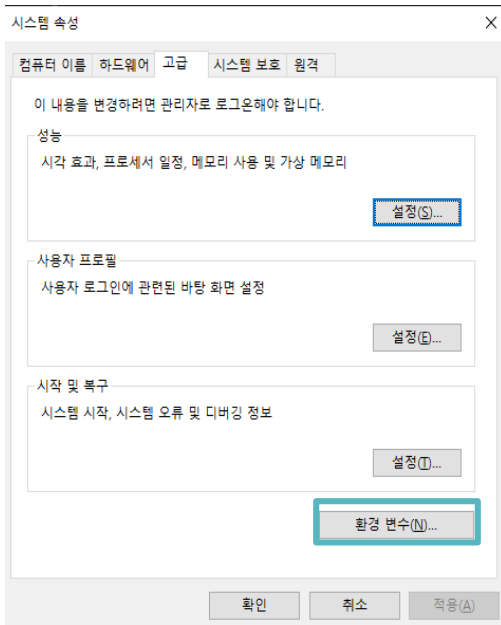 시스템 속성
컴퓨터 이름 하드웨어 고급 시스템 보호 원격
이 내용을 변경하려면 관리자로 로그온해야 합니다.
성능
시각 효과, 프로세서 일정, 메모리 사용 및 가상 메모리
설정(S)...
사용자 프로필
사용자 로그인에 관련된 바탕 화면 설정
설정(E)...
시작 및 복구
시스템 시작, 시스템 오류 및 디버깅 정보
설정(T)...
환경 변수(N)...
확인 취소 적용(A)